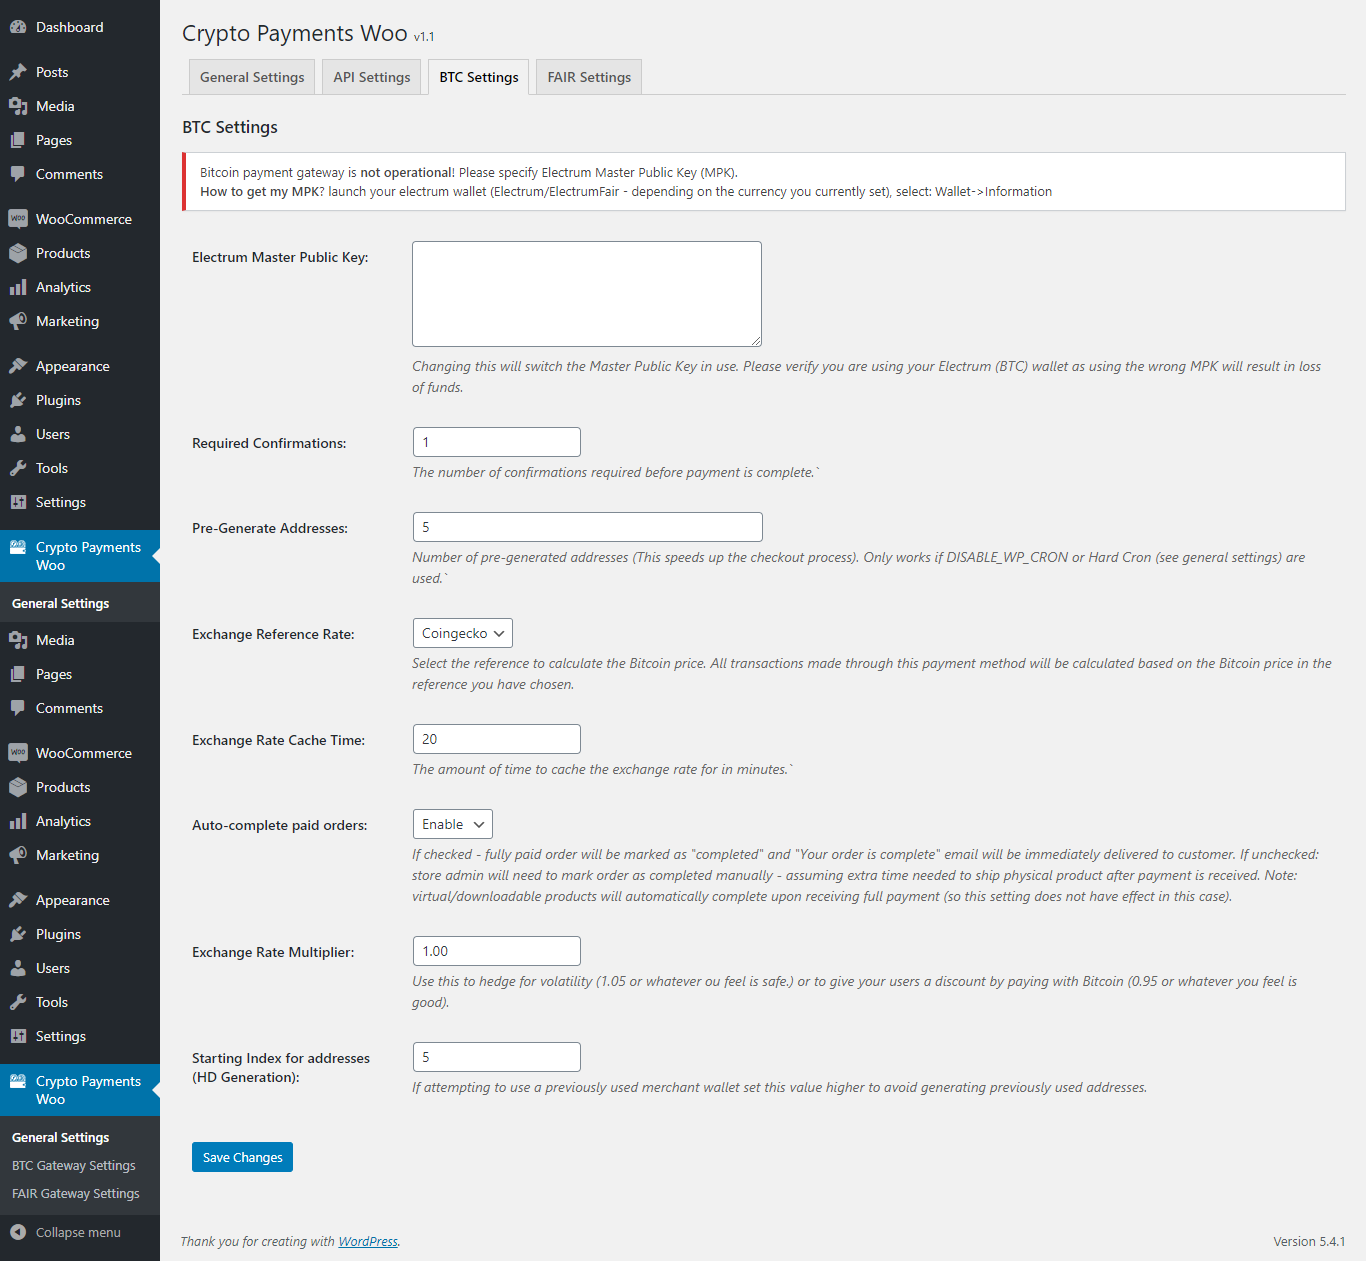 Dashboard
Posts
Media
Pages
Comments
WooCommerce
Products
Analytics
Marketing
Appearance
Plugins
Users
Tools
Settings
Crypto Payments
Woo
General Settings
Media
Pages
Comments
WooCommerce
Products
Analytics
Marketing
Appearance
Plugins
Users
Tools
Settings
Crypto Payments
Woo
General Settings
BTC Gateway Settings
FAIR Gateway Settings
Collapse menu
Crypto Payments Woo v1.1
General Settings API Settings BTC Settings FAIR Settings
BTC Settings
Bitcoin payment gateway is not operational! Please specify Electrum Master Public Key (MPK).
How to get my MPK? launch your electrum wallet (Electrum/ElectrumFair - depending on the currency you currently set), select: Wallet->Information
Electrum Master Public Key:
Changing this will switch the Master Public Key in use. Please verify you are using your Electrum (BTC) wallet as using the wrong MPK will result in loss
of funds.
Required Confirmations: 1
The number of confirmations required before payment is complete.`
Pre-Generate Addresses: 5
Number of pre-generated addresses (This speeds up the checkout process). Only works if DISABLE_WP_CRON or Hard Cron (see general settings) are
used.`
Exchange Reference Rate: Coingecko
Select the reference to calculate the Bitcoin price. All transactions made through this payment method will be calculated based on the Bitcoin price in the
reference you have chosen.
Exchange Rate Cache Time: 20
The amount of time to cache the exchange rate for in minutes.`
Auto-complete paid orders: Enable
If checked - fully paid order will be marked as "completed" and "Your order is complete" email will be immediately delivered to customer. If unchecked:
store admin will need to mark order as completed manually - assuming extra time needed to ship physical product after payment is received. Note:
virtual/downloadable products will automatically complete upon receiving full payment (so this setting does not have effect in this case).
Exchange Rate Multiplier: 1.00
Use this to hedge for volatility (1.05 or whatever ou feel is safe.) or to give your users a discount by paying with Bitcoin (0.95 or whatever you feel is
good).
Starting Index for addresses
(HD Generation): 5
If attempting to use a previously used merchant wallet set this value higher to avoid generating previously used addresses.
Save Changes
Thank you for creating with WordPress.
Version 5.4.1